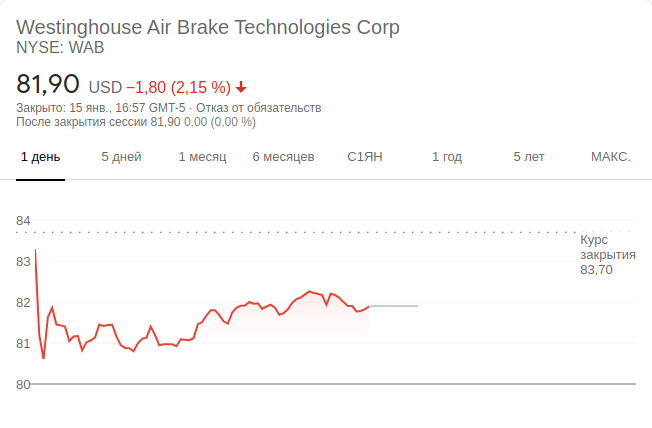 Westinghouse Air Brake Technologies Corp
NYSE: WAB
81,90 USD −1,80 (2,15 %)
Закрыто: 15 янв., 16:57 GMT-5 · Отказ от обязательств
После закрытия сессии 81,90 0,00 (0,00 %)
1 день 5 дней 1 месяц 6 месяцев С1ЯН 1 год 5 лет МАКС.
84
Курс
закрытия
83,70
83
82
81
80